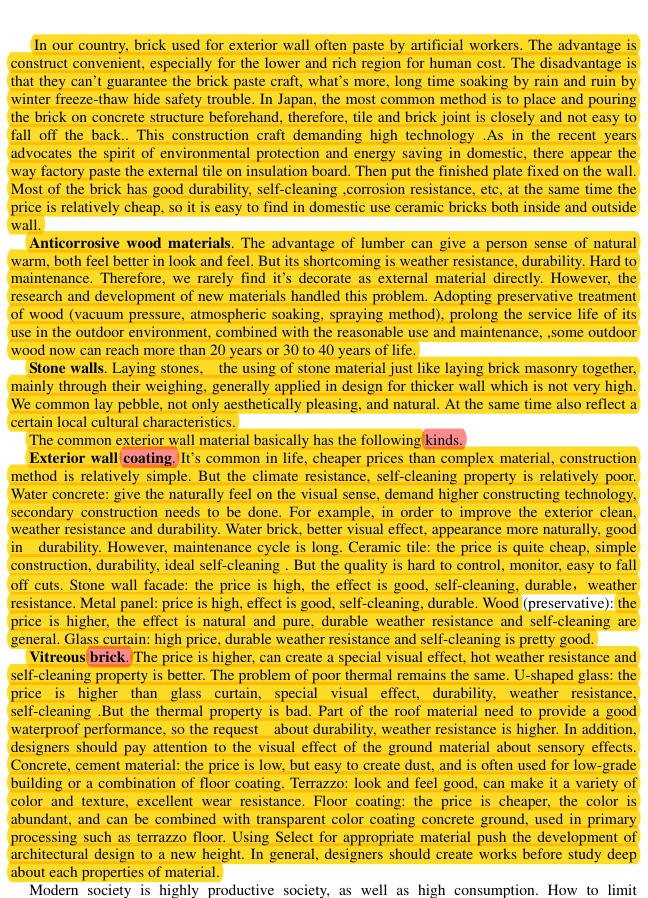 In our country, brick used for exterior wall often paste by artificial workers. The advantage is
construct convenient, especially for the lower and rich region for human cost. The disadvantage is
that they can't guarantee the brick paste craft, what's more, long time soaking by rain and ruin by
winter freeze-thaw hide safety trouble. In Japan, the most common method is to place and pouring
the brick on concrete structure beforehand, therefore, tile and brick joint is closely and not easy to
fall off the back.. This construction craft demanding high technology .As in the recent years
advocates the spirit of environmental protection and energy saving in domestic, there appear the
way factory paste the external tile on insulation board. Then put the finished plate fixed on the wall.
Most of the brick has good durability, self-cleaning ,corrosion resistance, etc, at the same time the
price is relatively cheap, so it is easy to find in domestic use ceramic bricks both inside and outside
wall.
Anticorrosive wood materials. The advantage of lumber can give a person sense of natural
warm, both feel better in look and feel. But its shortcoming is weather resistance, durability. Hard to
maintenance. Therefore, we rarely find it's decorate as external material directly. However, the
research and development of new materials handled this problem. Adopting preservative treatment
of wood (vacuum pressure, atmospheric soaking, spraying method), prolong the service life of its
use in the outdoor environment, combined with the reasonable use and maintenance, ,some outdoor
wood now can reach more than 20 years or 30 to 40 years of life.
Stone walls. Laying stones, the using of stone material just like laying brick masonry together,
mainly through their weighing, generally applied in design for thicker wall which is not very high.
We common lay pebble, not only aesthetically pleasing, and natural. At the same time also reflect a
certain local cultural characteristics.
The common exterior wall material basically has the following kinds.
Exterior wall coating. It's common in life, cheaper prices than complex material, construction
method is relatively simple. But the climate resistance, self-cleaning property is relatively poor.
Water concrete: give the naturally feel on the visual sense, demand higher constructing technology,
secondary construction needs to be done. For example, in order to improve the exterior clean,
weather resistance and durability. Water brick, better visual effect, appearance more naturally, good
in durability. However, maintenance cycle is long. Ceramic tile: the price is quite cheap, simple
construction, durability, ideal self-cleaning . But the quality is hard to control, monitor, easy to fall
off cuts. Stone wall facade: the price is high, the effect is good, self-cleaning, durable, weather
resistance. Metal panel: price is high, effect is good, self-cleaning, durable. Wood (preservative): the
price is higher, the effect is natural and pure, durable weather resistance and self-cleaning are
general. Glass curtain: high price, durable weather resistance and self-cleaning is pretty good.
Vitreous brick. The price is higher, can create a special visual effect, hot weather resistance and
self-cleaning property is better. The problem of poor thermal remains the same. U-shaped glass: the
price is higher than glass curtain, special visual effect, durability, weather resistance,
self-cleaning .But the thermal property is bad. Part of the roof material need to provide a good
waterproof performance, so the request about durability, weather resistance is higher. In addition,
designers should pay attention to the visual effect of the ground material about sensory effects.
Concrete, cement material: the price is low, but easy to create dust, and is often used for low-grade
building or a combination of floor coating. Terrazzo: look and feel good, can make it a variety of
color and texture, excellent wear resistance. Floor coating: the price is cheaper, the color is
abundant, and can be combined with transparent color coating concrete ground, used in primary
processing such as terrazzo floor. Using Select for appropriate material push the development of
architectural design to a new height. In general, designers should create works before study deep
about each properties of material.
Modern society is highly productive society, as well as high consumption. How to limit